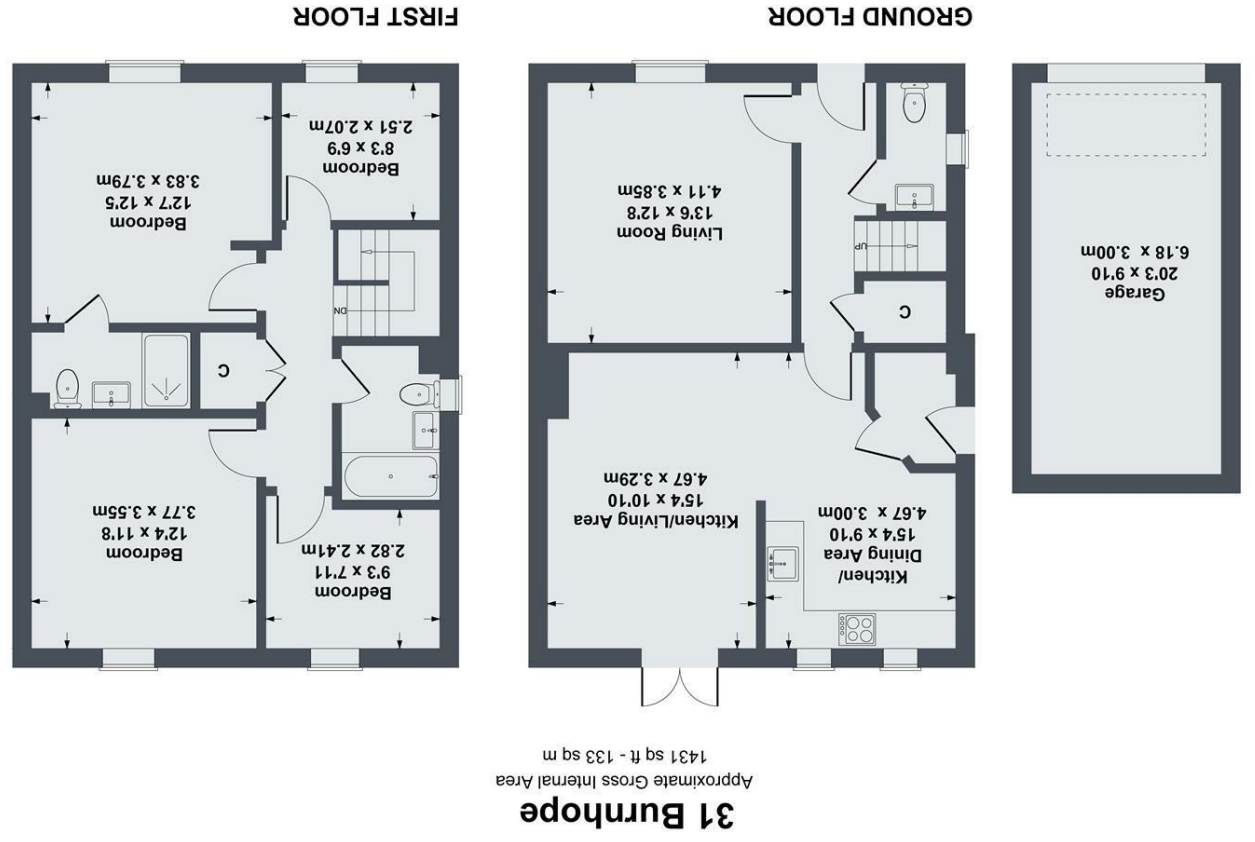 31 Burnhope
Approximate Gross Internal Area
1431 sq ft - 133 sq m
Garage
20'3 x 9'10
6.18 x 3.00m
Kitchen/
Dining Area
15'4 x 9'10
4.67 x 3.00m
Kitchen/Living Area
15'4 x 10'10
4.67 x 3.29m
C
UP
Living Room
13'6 x 12'8
4.11 x 3.85m
GROUND FLOOR
Bedroom
9'3 x 7'11
2.82 x 2.41m
Bedroom
12'4 x 11'8
3.77 x 3.55m
C
DN
Bedroom
8'3 x 6'9
2.51 x 2.07m
Bedroom
12'7 x 12'5
3.83 x 3.79m
FIRST FLOOR